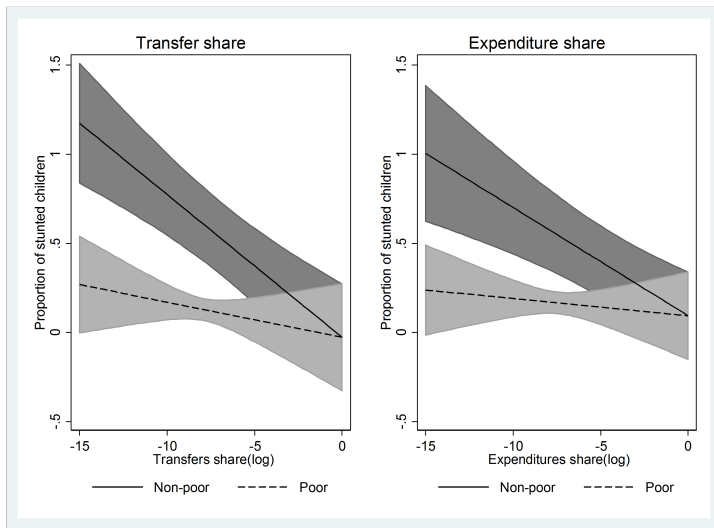 Transfer share
Proportion of stunted children
1.5
1
.5
0
-.5
-15
-10
-5
0
Transfers share(log)
Non-poor
Poor
Expenditure share
Proportion of stunted children
1.5
1
.5
0
-.5
-15
-10
-5
0
Expenditures share(log)
Non-poor
Poor